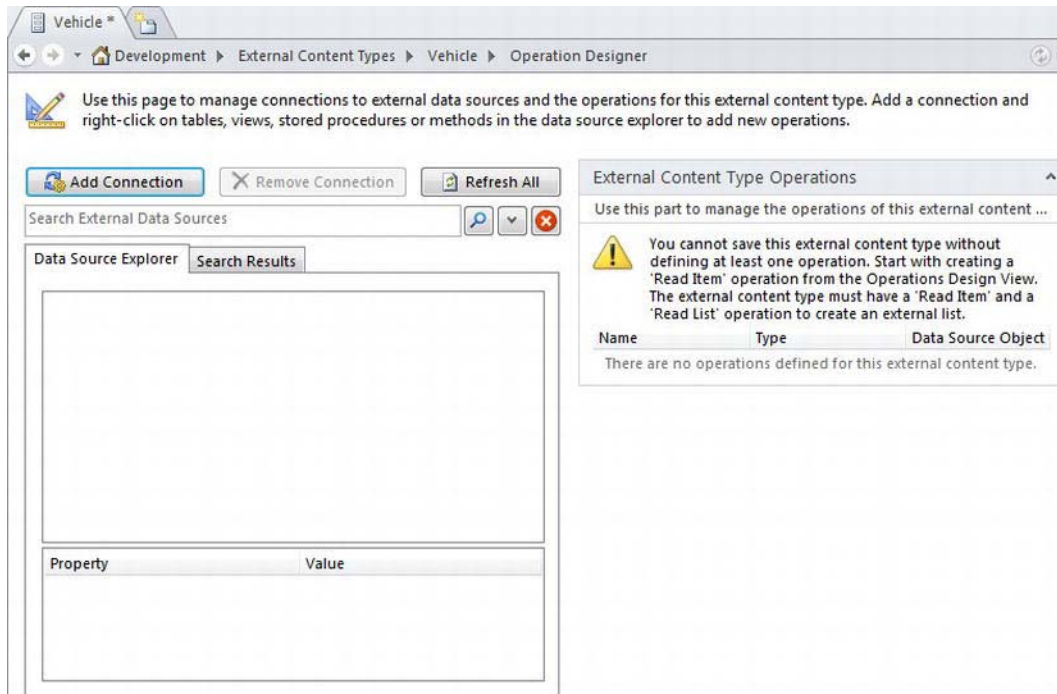 Vehicle *
Development ▸ External Content Types ▸ Vehicle ▸ Operation Designer
Use this page to manage connections to external data sources and the operations for this external content type. Add a connection and
right-click on tables, views, stored procedures or methods in the data source explorer to add new operations.
Add Connection Remove Connection Refresh All
Search External Data Sources
Data Source Explorer Search Results
Property Value
External Content Type Operations
Use this part to manage the operations of this external content ...
You cannot save this external content type without
defining at least one operation. Start with creating a
'Read Item' operation from the Operations Design View.
The external content type must have a 'Read Item' and a
'Read List' operation to create an external list.
Name Type Data Source Object
There are no operations defined for this external content type.